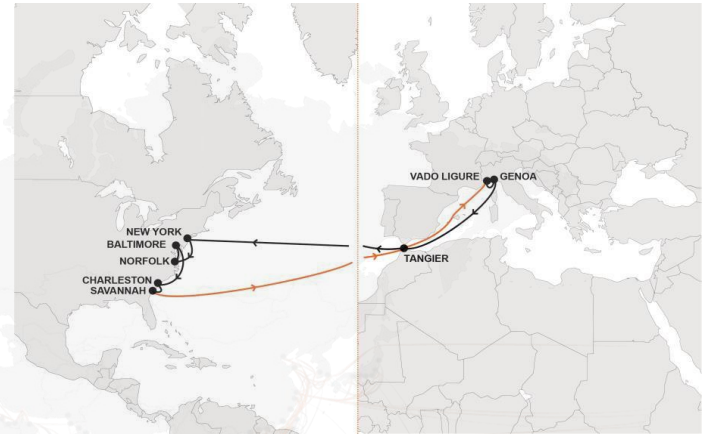 NEW YORK
BALTIMORE
NORFOLK
CHARLESTON
SAVANNAH
VADO LIGURE
GENOA
TANGIER